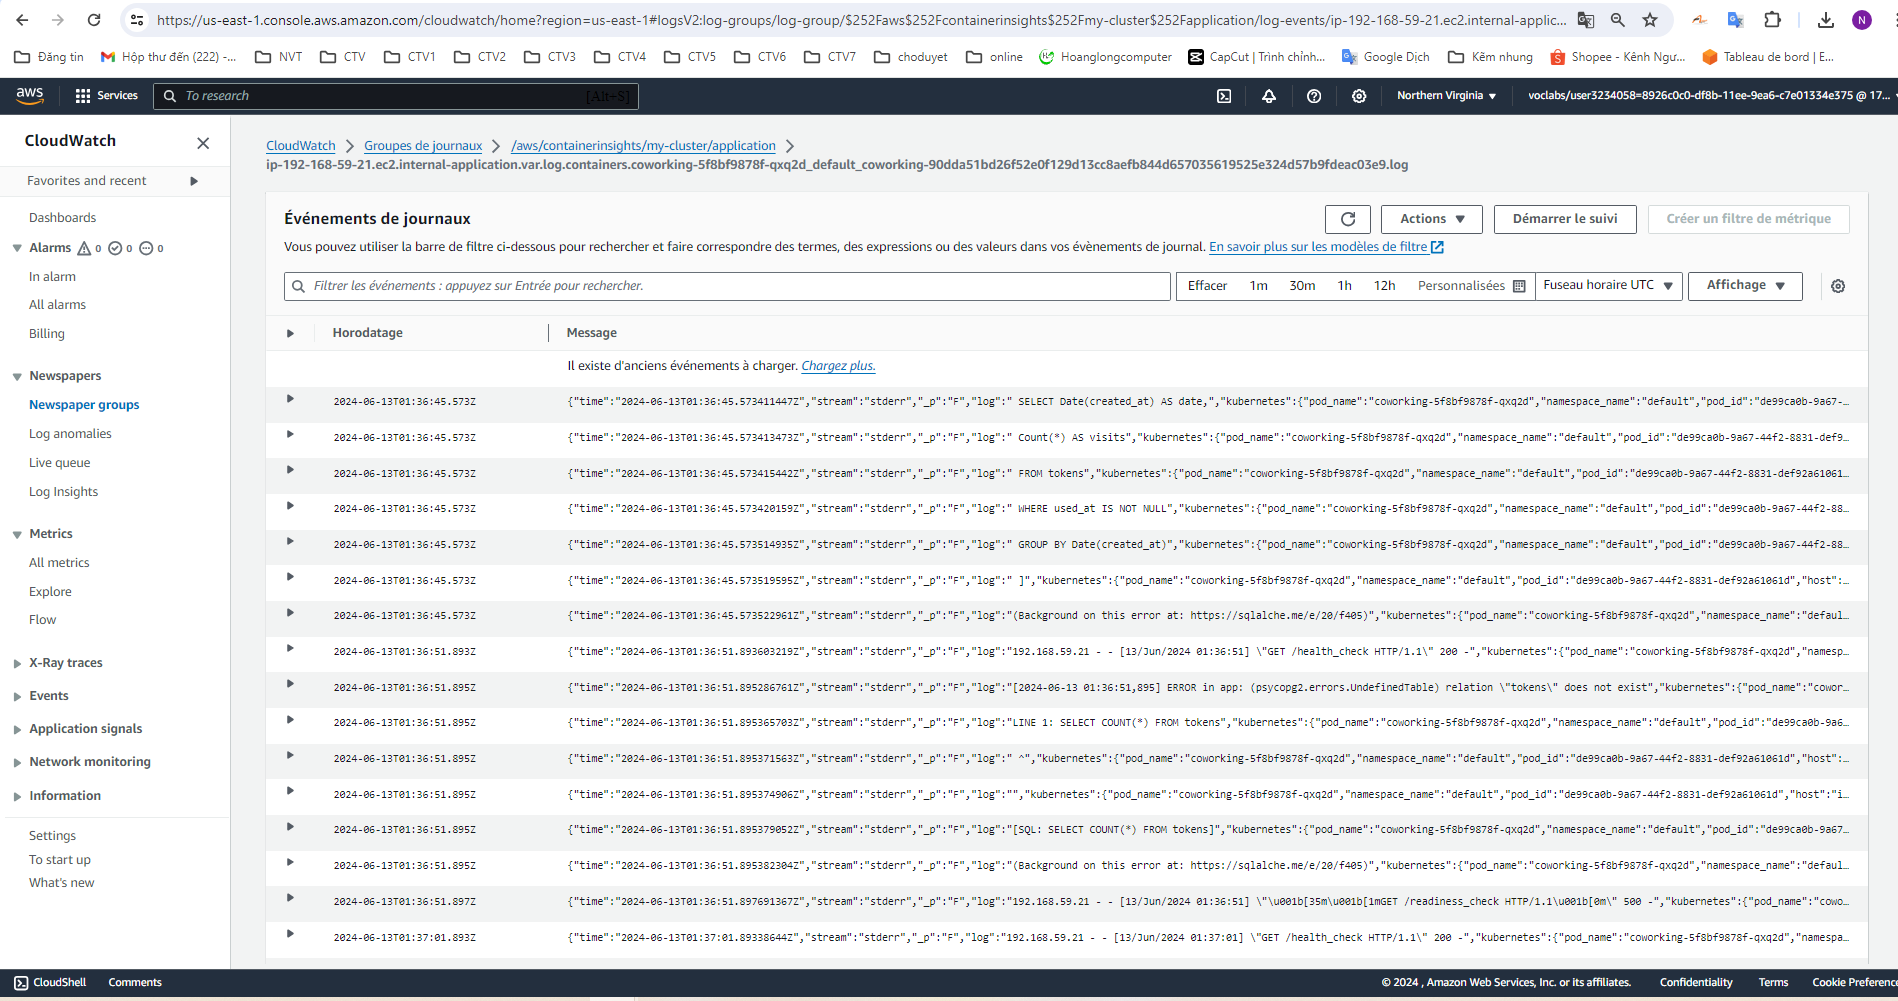 https://us-east-1.console.aws.amazon.com/cloudwatch/home?region=us-east-1#logsV2:log-groups/log-group/$252Faws$252Fcontainerinsights$252Fmy-cluster$252Fapplication/log-events/ip-192-168-59-21.ec2.internal-applic...
N
Đăng tin
Hộp thư đến (222) -...
NVT
CTV
CTV1
CTV2
CTV3
CTV4
CTV5
CTV6
CTV7
choduyet
online
Hoanglongcomputer
CapCut | Trình chỉnh...
Google Dịch
Kẽm nhung
Shopee - Kênh Ngư...
Tableau de bord | E...
aws
Services
To research
[Alt+S]
Northern Virginia
voclabs/user3234058=8926c0c0-df8b-11ee-9ea6-c7e01334e375 @ 17...
CloudWatch
Favorites and recent
Dashboards
Alarms 0 0 0
In alarm
All alarms
Billing
Newspapers
Newspaper groups
Log anomalies
Live queue
Log Insights
Metrics
All metrics
Explore
Flow
X-Ray traces
Events
Application signals
Network monitoring
Information
Settings
To start up
What's new
CloudWatch
Groupes de journaux
/aws/containerinsights/my-cluster/application
ip-192-168-59-21.ec2.internal-application.var.log.containers.coworking-5f8bf9878f-qxq2d_default_coworking-90dda51bd26f52e0f129d13cc8aefb844d657035619525e324d57b9fdeac03e9.log
Événements de journaux
Actions
Démarrer le suivi
Créer un filtre de métrique
Vous pouvez utiliser la barre de filtre ci-dessous pour rechercher et faire correspondre des termes, des expressions ou des valeurs dans vos évènements de journal. En savoir plus sur les modèles de filtre
Filtrer les événements : appuyez sur Entrée pour rechercher.
Effacer
1m
30m
1h
12h
Personnalisées
Fuseau horaire UTC
Affichage
Horodatage
Message
Il existe d'anciens événements à charger. Chargez plus.
2024-06-13T01:36:45.573Z {"time":"2024-06-13T01:36:45.573411447Z","stream":"stderr","_p":"F","log":" SELECT Date(created_at) AS date,","kubernetes":{"pod_name":"coworking-5f8bf9878f-qxq2d","namespace_name":"default","pod_id":"de99ca0b-9a67-...
2024-06-13T01:36:45.573Z {"time":"2024-06-13T01:36:45.573413473Z","stream":"stderr","_p":"F","log":" Count(*) AS visits","kubernetes":{"pod_name":"coworking-5f8bf9878f-qxq2d","namespace_name":"default","pod_id":"de99ca0b-9a67-44f2-8831-def9...
2024-06-13T01:36:45.573Z {"time":"2024-06-13T01:36:45.573415442Z","stream":"stderr","_p":"F","log":" FROM tokens","kubernetes":{"pod_name":"coworking-5f8bf9878f-qxq2d","namespace_name":"default","pod_id":"de99ca0b-9a67-44f2-8831-def92a61061...
2024-06-13T01:36:45.573Z {"time":"2024-06-13T01:36:45.573420159Z","stream":"stderr","_p":"F","log":" WHERE used_at IS NOT NULL","kubernetes":{"pod_name":"coworking-5f8bf9878f-qxq2d","namespace_name":"default","pod_id":"de99ca0b-9a67-44f2-88...
2024-06-13T01:36:45.573Z {"time":"2024-06-13T01:36:45.573514935Z","stream":"stderr","_p":"F","log":" GROUP BY Date(created_at)","kubernetes":{"pod_name":"coworking-5f8bf9878f-qxq2d","namespace_name":"default","pod_id":"de99ca0b-9a67-44f2-88...
2024-06-13T01:36:45.573Z {"time":"2024-06-13T01:36:45.573519595Z","stream":"stderr","_p":"F","log":" ]","kubernetes":{"pod_name":"coworking-5f8bf9878f-qxq2d","namespace_name":"default","pod_id":"de99ca0b-9a67-44f2-8831-def92a61061d","host":...
2024-06-13T01:36:45.573Z {"time":"2024-06-13T01:36:45.573522961Z","stream":"stderr","_p":"F","log":"(Background on this error at: https://sqlalche.me/e/20/f405)","kubernetes":{"pod_name":"coworking-5f8bf9878f-qxq2d","namespace_name":"defaul...
2024-06-13T01:36:51.893Z {"time":"2024-06-13T01:36:51.893603219Z","stream":"stderr","_p":"F","log":"192.168.59.21 - - [13/Jun/2024 01:36:51] \"GET /health_check HTTP/1.1\" 200 -","kubernetes":{"pod_name":"coworking-5f8bf9878f-qxq2d","namesp...
2024-06-13T01:36:51.895Z {"time":"2024-06-13T01:36:51.895286761Z","stream":"stderr","_p":"F","log":"[2024-06-13 01:36:51,895] ERROR in app: (psycopg2.errors.UndefinedTable) relation \"tokens\" does not exist","kubernetes":{"pod_name":"cowor...
2024-06-13T01:36:51.895Z {"time":"2024-06-13T01:36:51.895365703Z","stream":"stderr","_p":"F","log":"LINE 1: SELECT COUNT(*) FROM tokens","kubernetes":{"pod_name":"coworking-5f8bf9878f-qxq2d","namespace_name":"default","pod_id":"de99ca0b-9a6...
2024-06-13T01:36:51.895Z {"time":"2024-06-13T01:36:51.895371563Z","stream":"stderr","_p":"F","log":" ^","kubernetes":{"pod_name":"coworking-5f8bf9878f-qxq2d","namespace_name":"default","pod_id":"de99ca0b-9a67-44f2-8831-def92a61061d","host":...
2024-06-13T01:36:51.895Z {"time":"2024-06-13T01:36:51.895374906Z","stream":"stderr","_p":"F","log":"","kubernetes":{"pod_name":"coworking-5f8bf9878f-qxq2d","namespace_name":"default","pod_id":"de99ca0b-9a67-44f2-8831-def92a61061d","host":"i...
2024-06-13T01:36:51.895Z {"time":"2024-06-13T01:36:51.895379052Z","stream":"stderr","_p":"F","log":"[SQL: SELECT COUNT(*) FROM tokens]","kubernetes":{"pod_name":"coworking-5f8bf9878f-qxq2d","namespace_name":"default","pod_id":"de99ca0b-9a67...
2024-06-13T01:36:51.895Z {"time":"2024-06-13T01:36:51.895382304Z","stream":"stderr","_p":"F","log":"(Background on this error at: https://sqlalche.me/e/20/f405)","kubernetes":{"pod_name":"coworking-5f8bf9878f-qxq2d","namespace_name":"defaul...
2024-06-13T01:36:51.897Z {"time":"2024-06-13T01:36:51.897691367Z","stream":"stderr","_p":"F","log":"192.168.59.21 - - [13/Jun/2024 01:36:51] \"\u001b[35m\u001b[1mGET /readiness_check HTTP/1.1\u001b[0m\" 500 -","kubernetes":{"pod_name":"cowo...
2024-06-13T01:37:01.893Z {"time":"2024-06-13T01:37:01.89338644Z","stream":"stderr","_p":"F","log":"192.168.59.21 - - [13/Jun/2024 01:37:01] \"GET /health_check HTTP/1.1\" 200 -","kubernetes":{"pod_name":"coworking-5f8bf9878f-qxq2d","namespa...
CloudShell
Comments
© 2024 , Amazon Web Services, Inc. or its affiliates.
Confidentiality
Terms
Cookie Preferenc